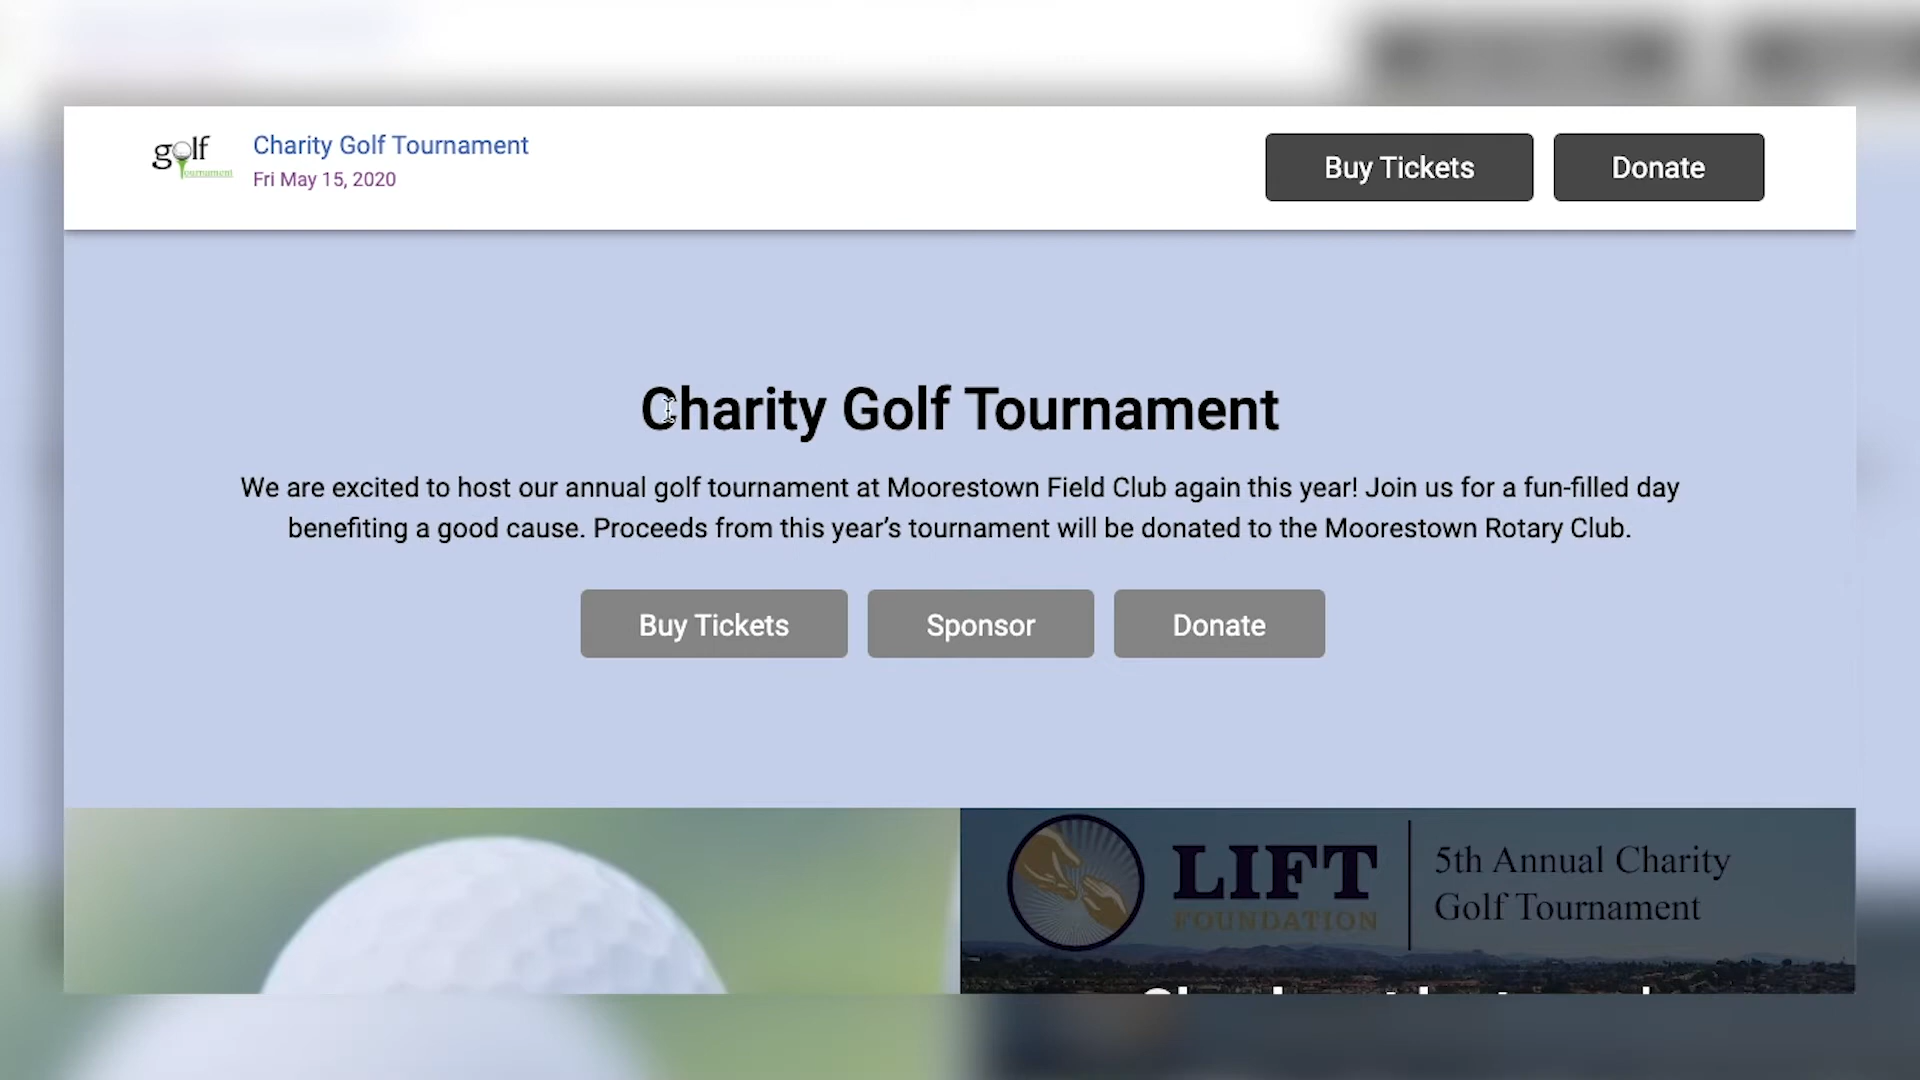 golf
ournament
Charity Golf Tournament
Fri May 15, 2020
Buy Tickets
Donate
Charity Golf Tournament
We are excited to host our annual golf tournament at Moorestown Field Club again this year! Join us for a fun-filled day
benefiting a good cause. Proceeds from this year’s tournament will be donated to the Moorestown Rotary Club.
Buy Tickets
Sponsor
Donate
LIFT
FOUNDATION
5th Annual Charity
Golf Tournament